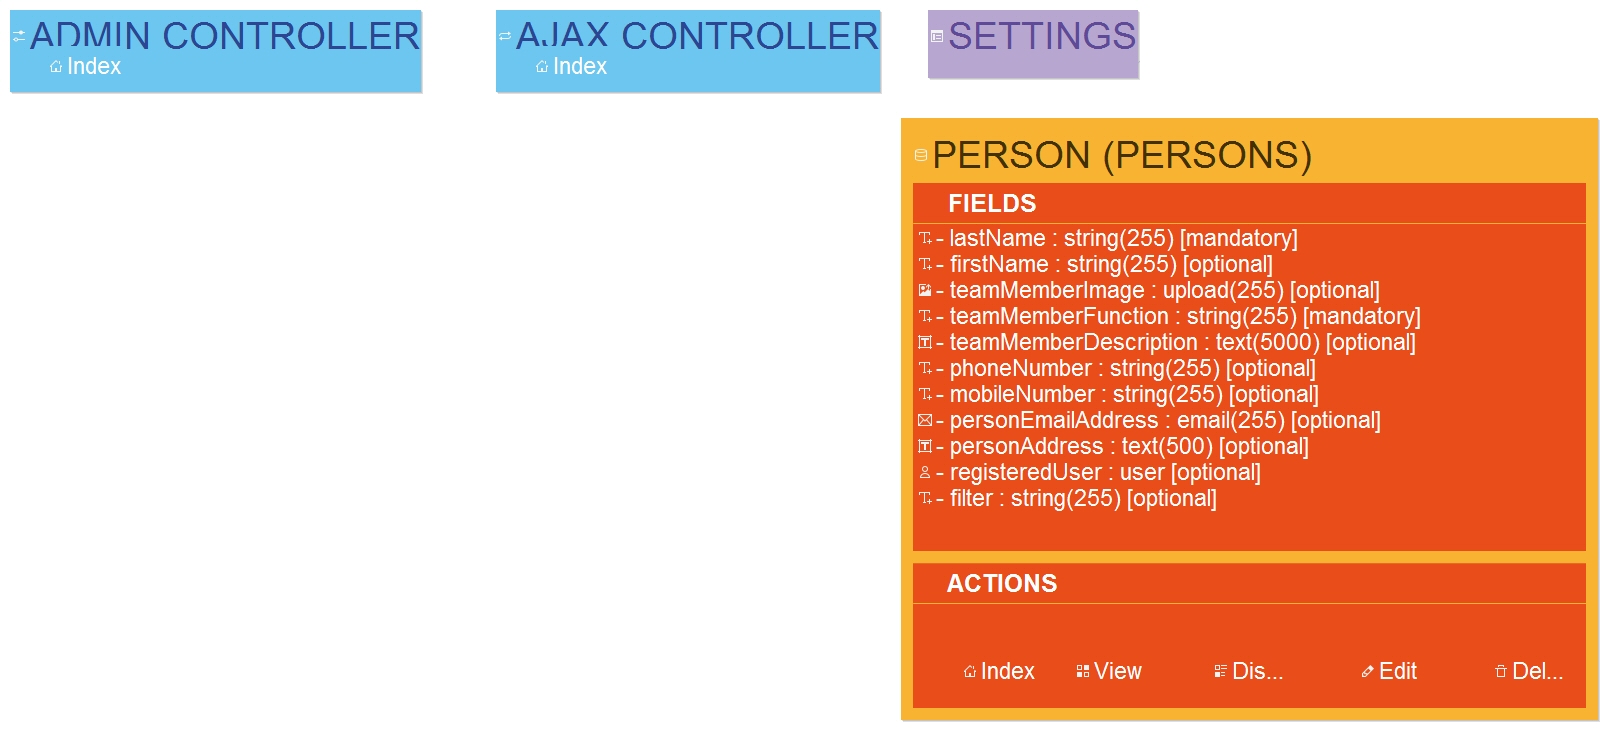 ADMIN CONTROLLER
Index
AJAX CONTROLLER
Index
SETTINGS
PERSON (PERSONS)
FIELDS
- lastName : string(255) [mandatory]
- firstName : string(255) [optional]
- teamMemberImage : upload(255) [optional]
- teamMemberFunction : string(255) [mandatory]
- teamMemberDescription : text(5000) [optional]
- phoneNumber : string(255) [optional]
- mobileNumber : string(255) [optional]
- personEmailAddress : email(255) [optional]
- personAddress : text(500) [optional]
- registeredUser : user [optional]
- filter : string(255) [optional]
ACTIONS
Index View Dis... Edit Del...